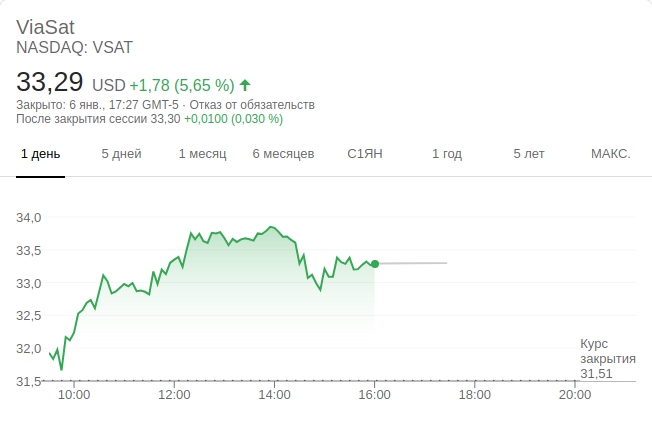 ViaSat
NASDAQ: VSAT
33,29 USD +1,78 (5,65 %)
Закрыто: 6 янв., 17:27 GMT-5 · Отказ от обязательств
После закрытия сессии 33,30 +0,0100 (0,030 %)
1 день 5 дней 1 месяц 6 месяцев С1ЯН 1 год 5 лет МАКС.
34,0
33,5
33,0
32,5
32,0
31,5
Курс
закрытия
31,51
10:00 12:00 14:00 16:00 18:00 20:00